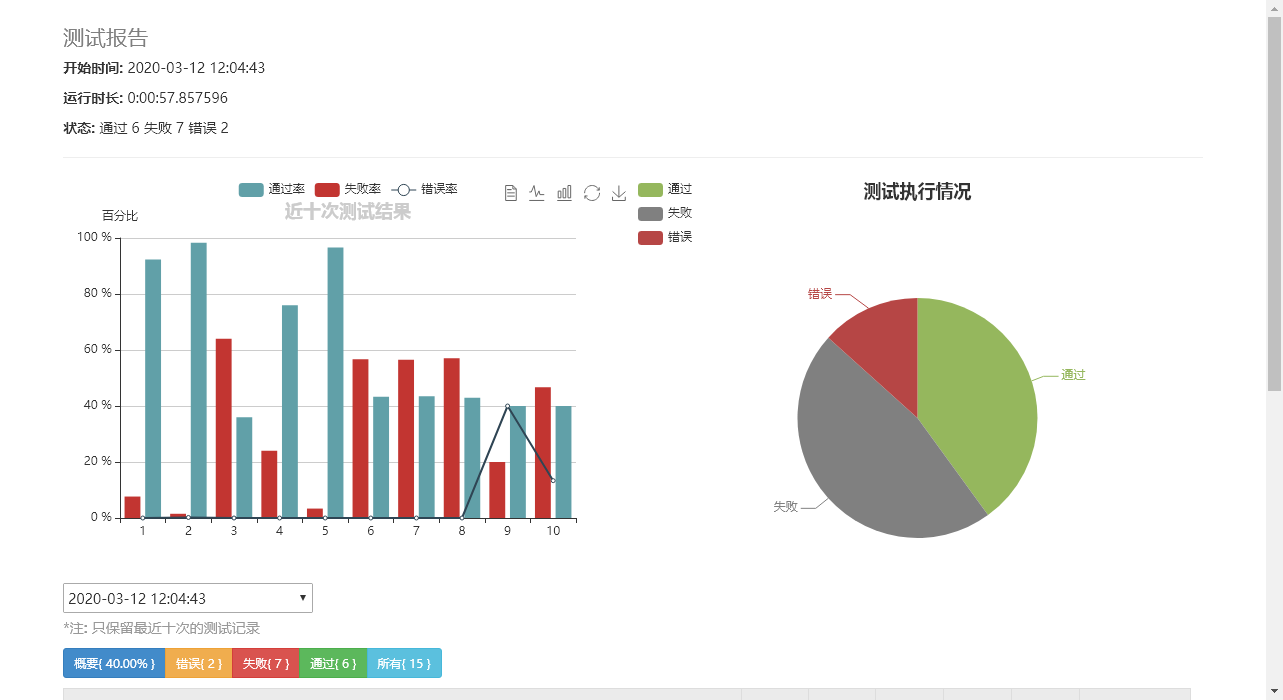 测试报告
开始时间: 2020-03-12 12:04:43
运行时长: 0:00:57.857596
状态: 通过 6 失败 7 错误 2
通过率 失败率 错误率
近十次测试结果
百分比
100 %
80 %
60 %
40 %
20 %
0 %
1 2 3 4 5 6 7 8 9 10
通过
失败
错误
测试执行情况
错误
通过
失败
2020-03-12 12:04:43
*注: 只保留最近十次的测试记录
概要{ 40.00% } 错误{ 2 } 失败{ 7 } 通过{ 6 } 所有{ 15 }